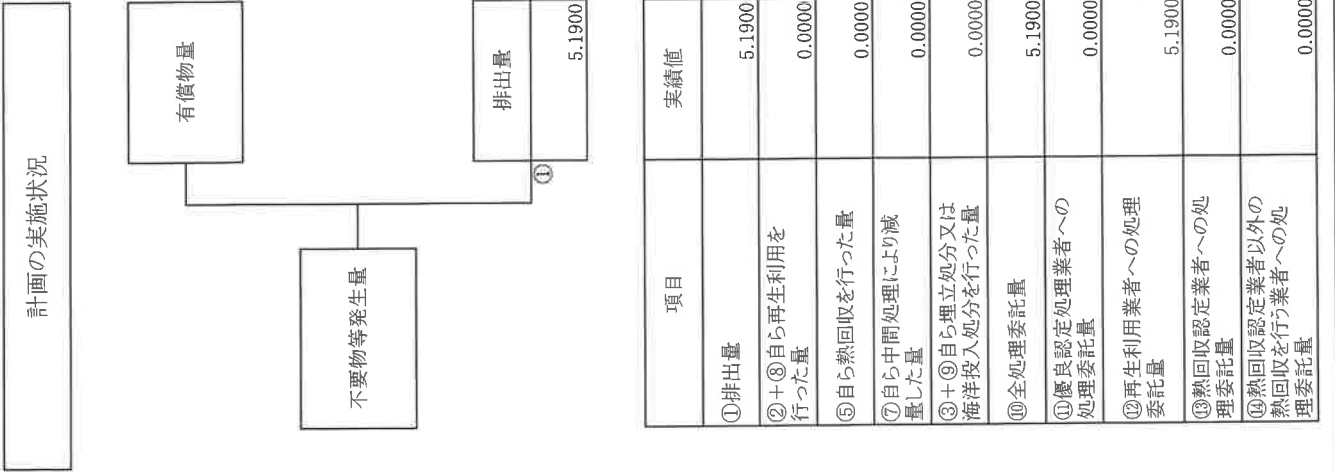 計画の実施状況
不要物等発生量
有償物量
①
排出量
5.1900
項目
実績値
①排出量
5.1900
②+⑧自ら再生利用を
行った量
0.0000
⑤自ら熱回収を行った量
0.0000
⑦自ら中間処理により減
量した量
0.0000
③+⑨自ら埋立処分又は
海洋投入処分を行った量
0.0000
⑩全処理委託量
5.1900
⑪優良認定処理業者への
処理委託量
0.0000
⑫再生利用業者への処理
委託量
5.1900
⑬熱回収認定業者への処
理委託量
0.0000
⑭熱回収認定業者以外の
熱回収を行う業者への処
理委託量
0.0000